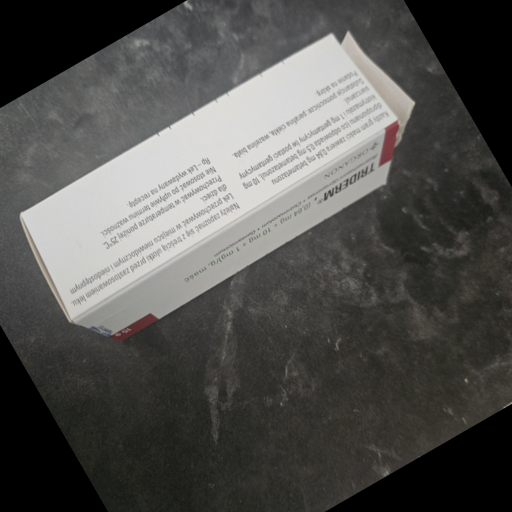 TRIDERM®
(0,64 mg + 10 mg + 1 mg)/g, maść
ORGANON
15 g
Każdy gram maści zawiera 0,64 mg betametazonu
dipropionianu (co odpowiada 0,5 mg betametazonu), 10 mg
klotrymazolu i 1 mg gentamycyny (w postaci gentamycyny
siarczanu).
Substancje pomocnicze: parafina ciekła, wazelina biała.
Podanie na skórę.
Należy zapoznać się z treścią ulotki przed zastosowaniem leku.
Lek przechowywać w miejscu niewidocznym i niedostępnym
dla dzieci.
Przechowywać w temperaturze poniżej 25°C.
Nie stosować po upływie terminu ważności.
Rp – Lek wydawany na receptę.